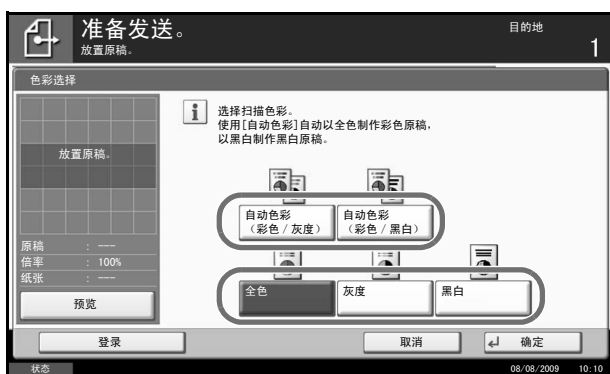 准备发送。
放置原稿。
目的地
1
色彩选择
放置原稿。
i
选择扫描色彩。
使用[自动色彩]自动以全色制作彩色原稿，
以黑白制作黑白原稿。
自动色彩
（彩色/灰度）
自动色彩
（彩色/黑白）
全色
灰度
黑白
原稿 : ---
倍率 : 100%
纸张 : ---
预览
登录
取消
确定
状态
08/08/2009 10:10